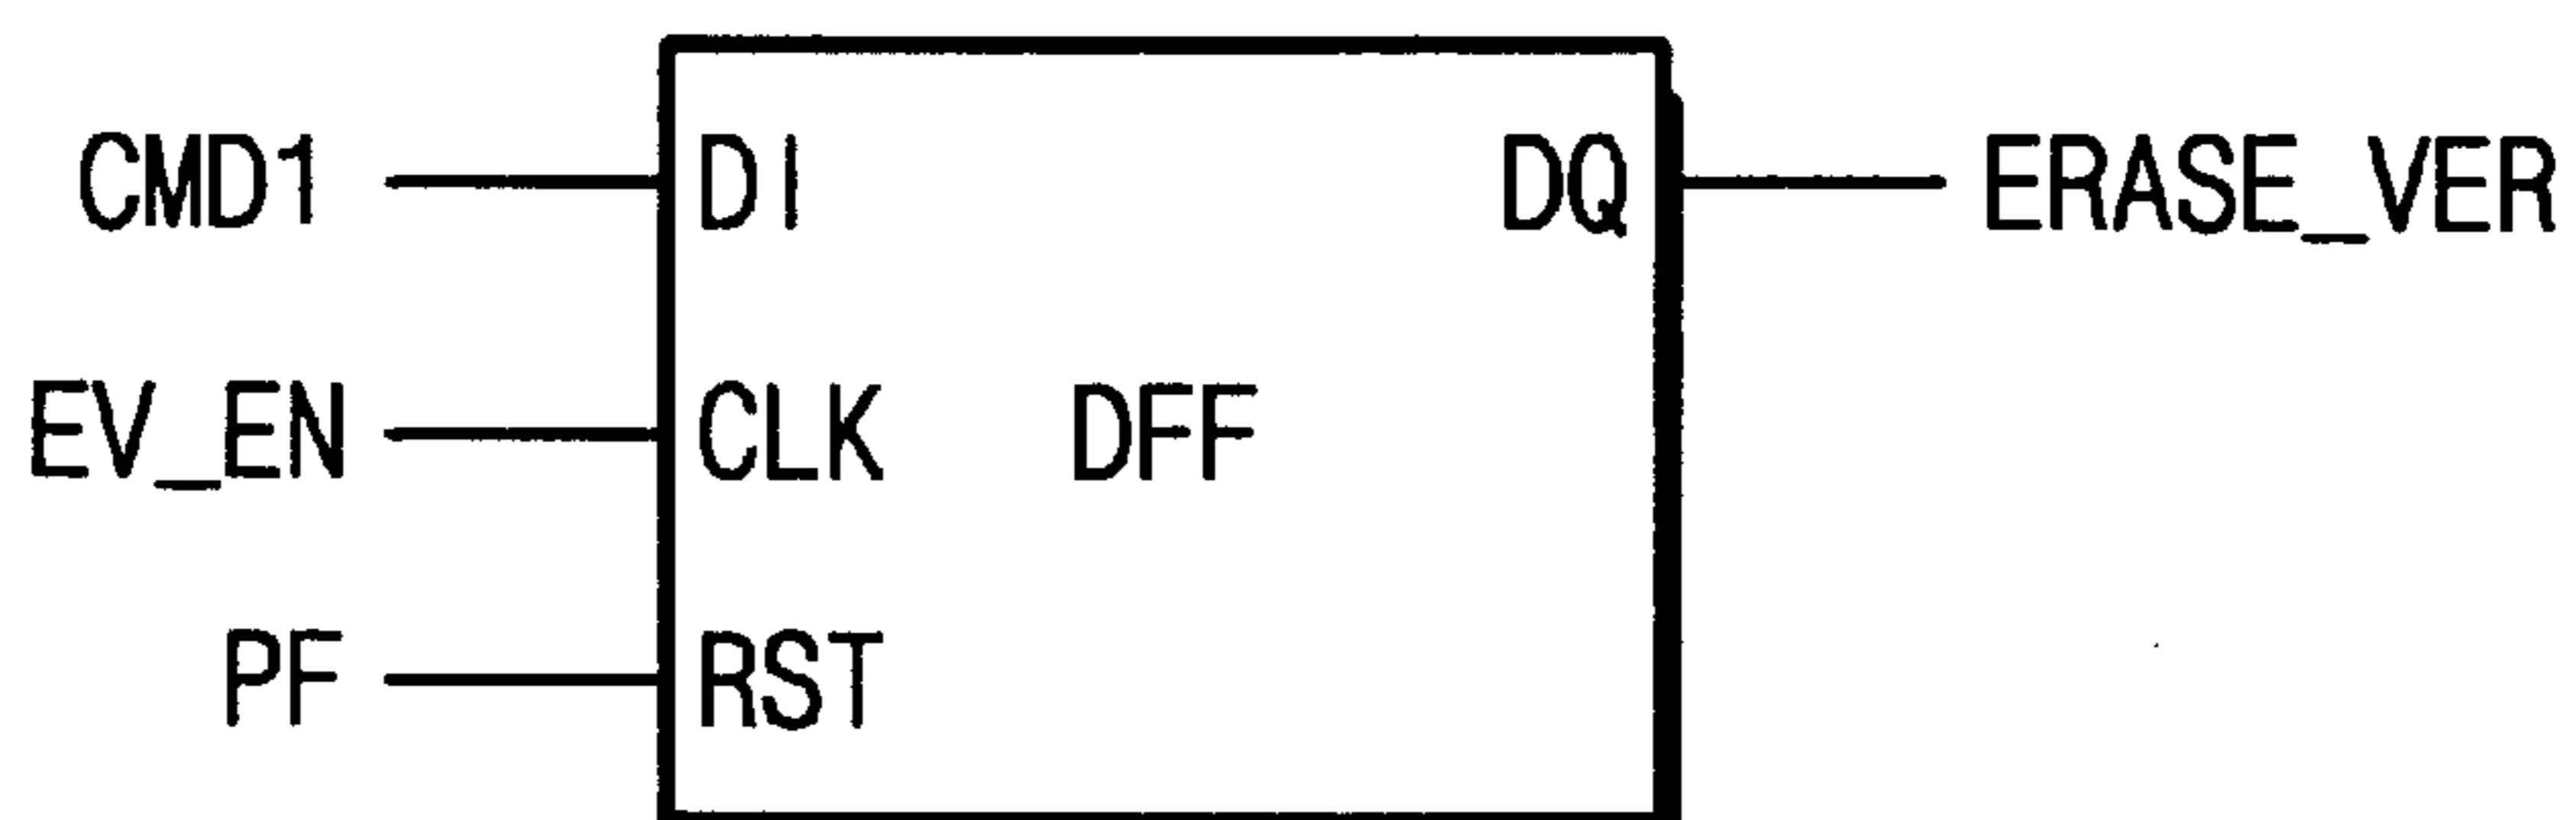 CMD1 DI DQ ERASE_VER
EV_EN CLK DFF
PF RST